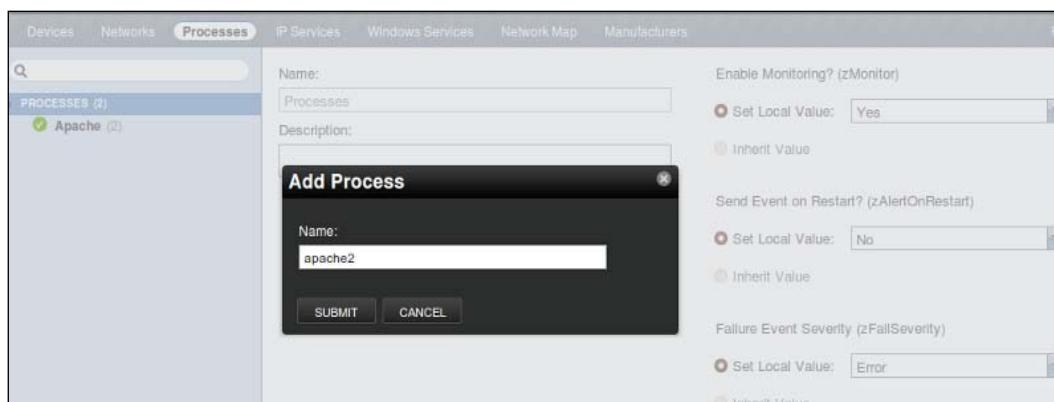 Devices Networks Processes IP Services Windows Services Network Map Manufacturers
PROCESSES (2)
Apache (2)
Name:
Processes
Description:
Add Process
Name:
apache2
SUBMIT CANCEL
Enable Monitoring? (zMonitor)
Set Local Value: Yes
Inherit Value
Send Event on Restart? (zAlertOnRestart)
Set Local Value: No
Inherit Value
Failure Event Severity (zFailSeverity)
Set Local Value: Error
Inherit Value